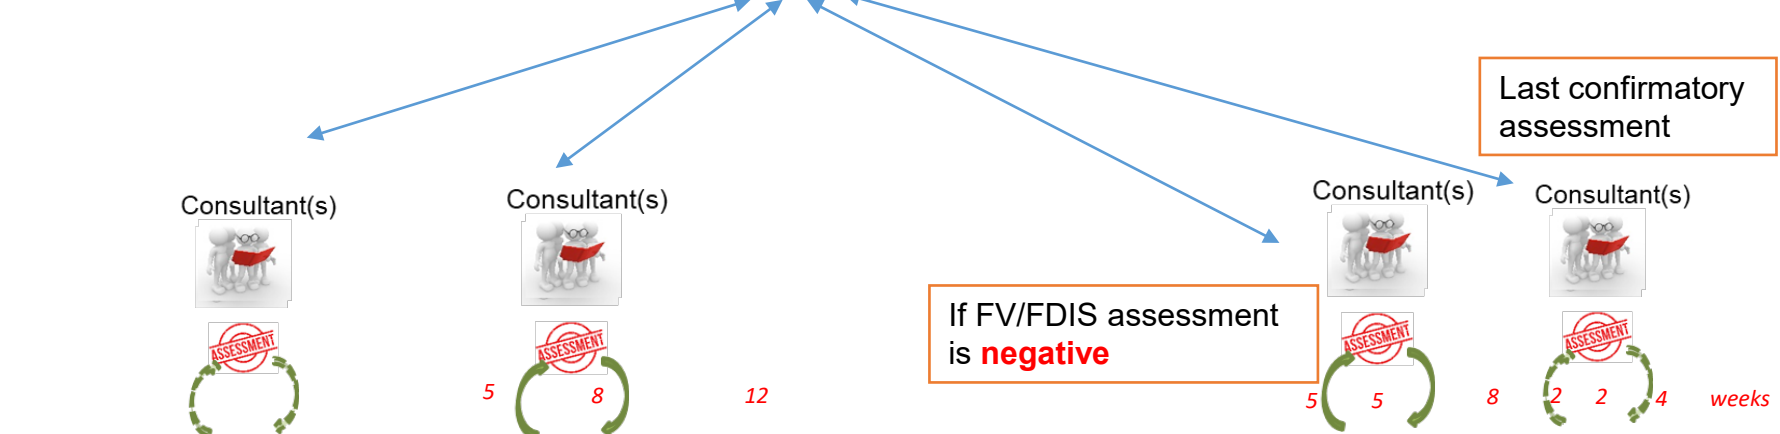 Last confirmatory
assessment
Consultant(s)
Consultant(s)
Consultant(s)
Consultant(s)
If FV/FDIS assessment
is negative
ASSESSMENT
ASSESSMENT
ASSESSMENT
ASSESSMENT
5 8 12 5 5 8 2 2 4 weeks